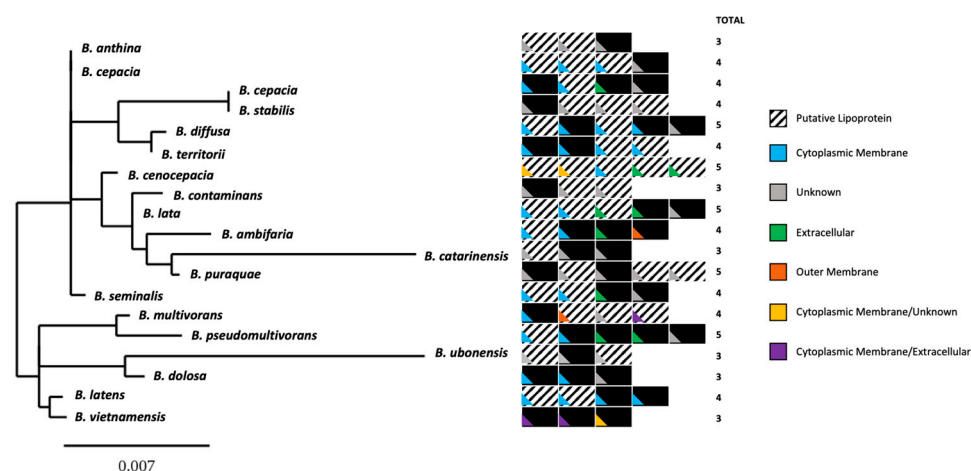 TOTAL
B. anthina 3
B. cepacia 4
B. cepacia 4
B. stabilis 4
B. diffusa 5
B. territorii 4
B. cenocepacia 5
B. contaminans 3
B. lata 5
B. ambifaria 4
B. catarinensis 3
B. puraquae 5
B. seminalis 4
B. multivorans 4
B. pseudomultivorans 5
B. ubonensis 3
B. dolosa 3
B. latens 4
B. vietnamensis 3
0.007
Putative Lipoprotein
Cytoplasmic Membrane
Unknown
Extracellular
Outer Membrane
Cytoplasmic Membrane/Unknown
Cytoplasmic Membrane/Extracellular